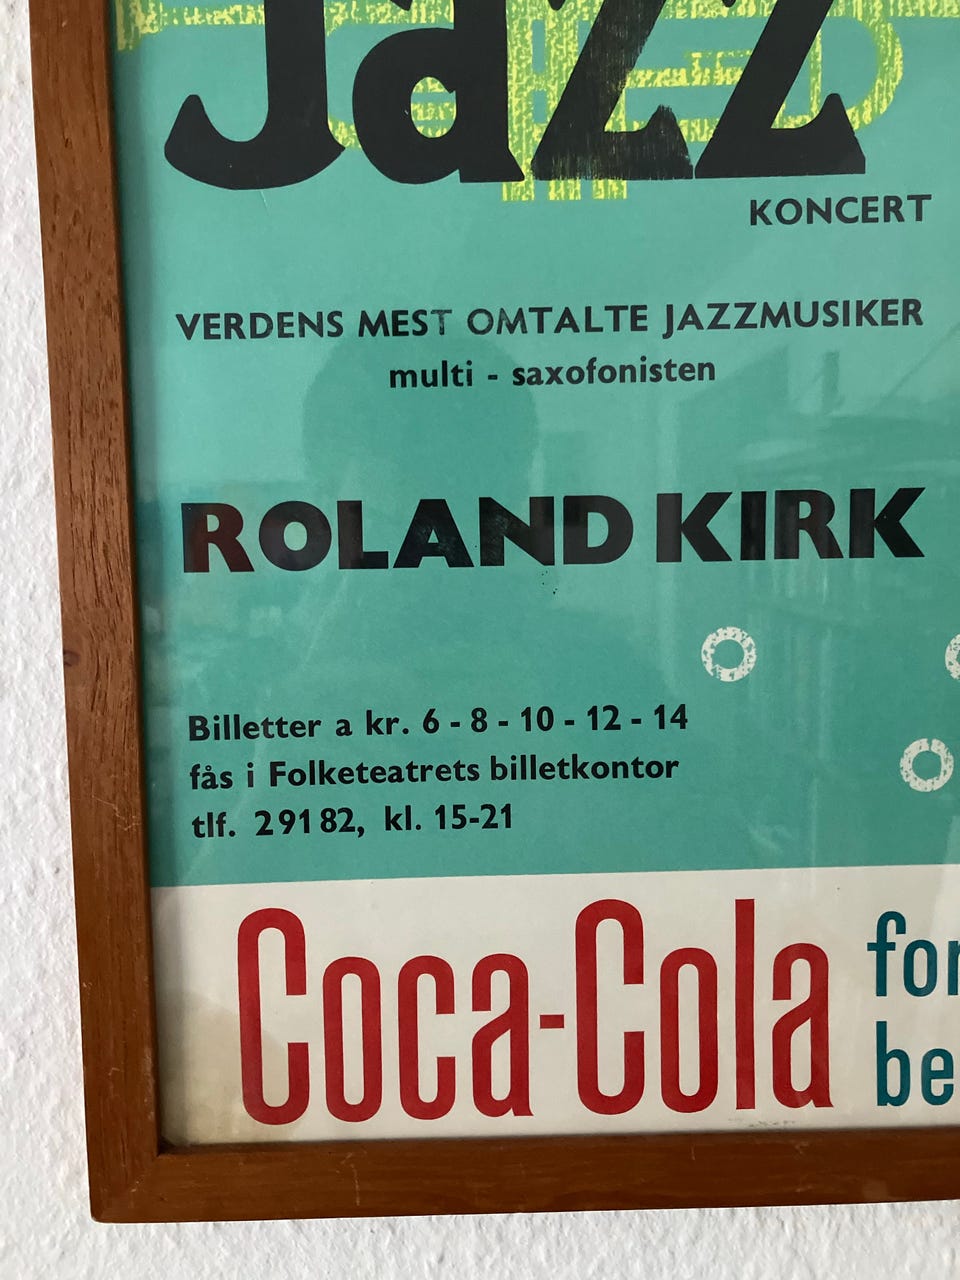 Jazz
KONCERT
VERDENS MEST OMTALTE JAZZMUSIKER
multi - saxofonisten
ROLAND KIRK
Billetter a kr. 6 - 8 - 10 - 12 - 14
fås i Folketeatrets billetkontor
tlf. 29182, kl. 15-21
Coca-Cola